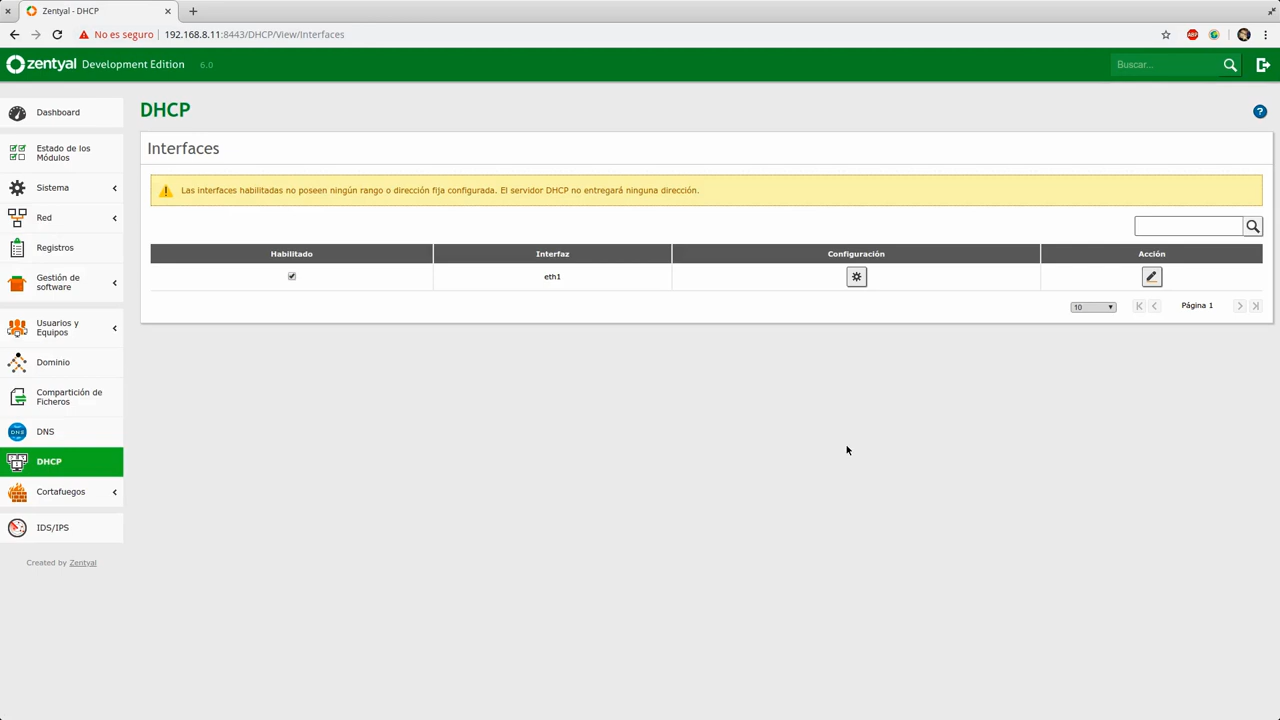 Zentyal - DHCP
No es seguro
192.168.8.11:8443/DHCP/View/Interfaces
ABP
zentyal Development Edition 6.0
Buscar...
Dashboard
Estado de los
Módulos
Sistema
Red
Registros
Gestión de
software
Usuarios y
Equipos
Dominio
Compartición de
Ficheros
DNS
DNS
DHCP
Cortafuegos
IDS/IPS
Created by Zentyal
DHCP
?
Interfaces
Las interfaces habilitadas no poseen ningún rango o dirección fija configurada. El servidor DHCP no entregará ninguna dirección.
Habilitado Interfaz Configuración Acción
eth1
10
Página 1